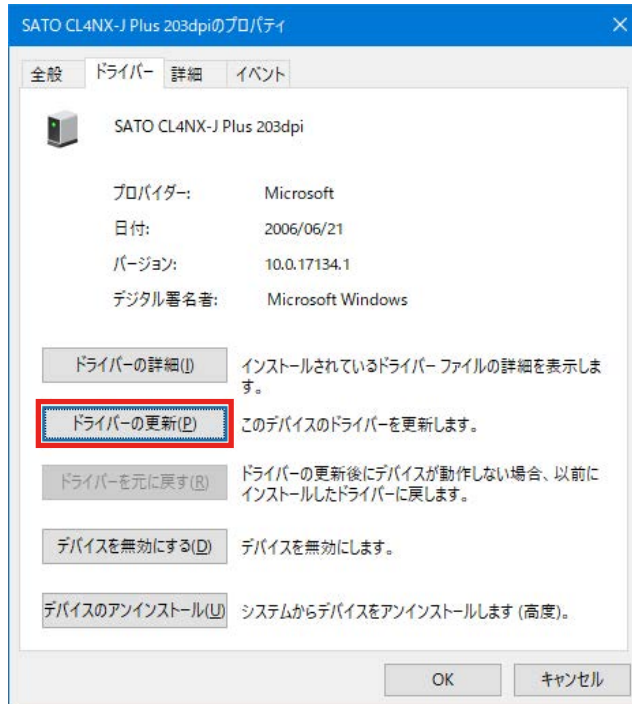 SATO CL4NX-J Plus 203dpiのプロパティ
全般 ドライバー 詳細 イベント
SATO CL4NX-J Plus 203dpi
プロバイダー: Microsoft
日付: 2006/06/21
バージョン: 10.0.17134.1
デジタル署名者: Microsoft Windows
ドライバーの詳細(I) インストールされているドライバー ファイルの詳細を表示しま
す。
ドライバーの更新(P) このデバイスのドライバーを更新します。
ドライバーを元に戻す(R) ドライバーの更新後にデバイスが動作しない場合、以前に
インストールしたドライバーに戻します。
デバイスを無効にする(D) デバイスを無効にします。
デバイスのアンインストール(U) システムからデバイスをアンインストールします (高度)。
OK キャンセル